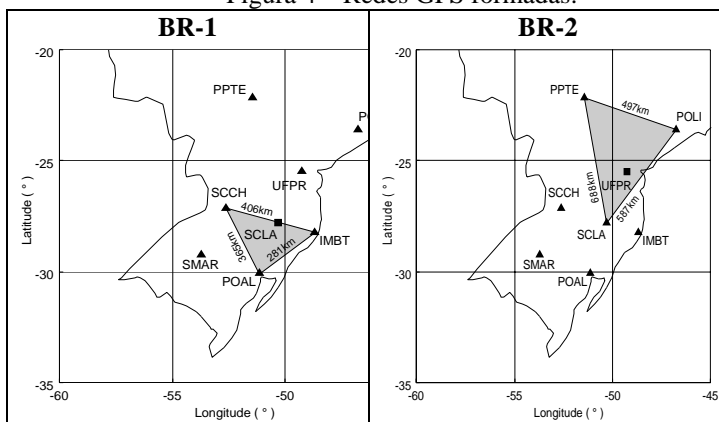 Figura 4 – Redes GPS formadas.
BR-1
-20
-25
-30
-35
-60
-55
-50
Latitude ( ° )
Longitude ( ° )
PPTE
UFPR
SCCH
406km
SCLA
IMBT
365km
281km
SMAR
POAL
BR-2
-20
-25
-30
-35
-60
-55
-50
-45
Latitude ( ° )
Longitude ( ° )
PPTE
497km
POLI
UFPR
688km
587km
SCCH
SCLA
IMBT
SMAR
POAL